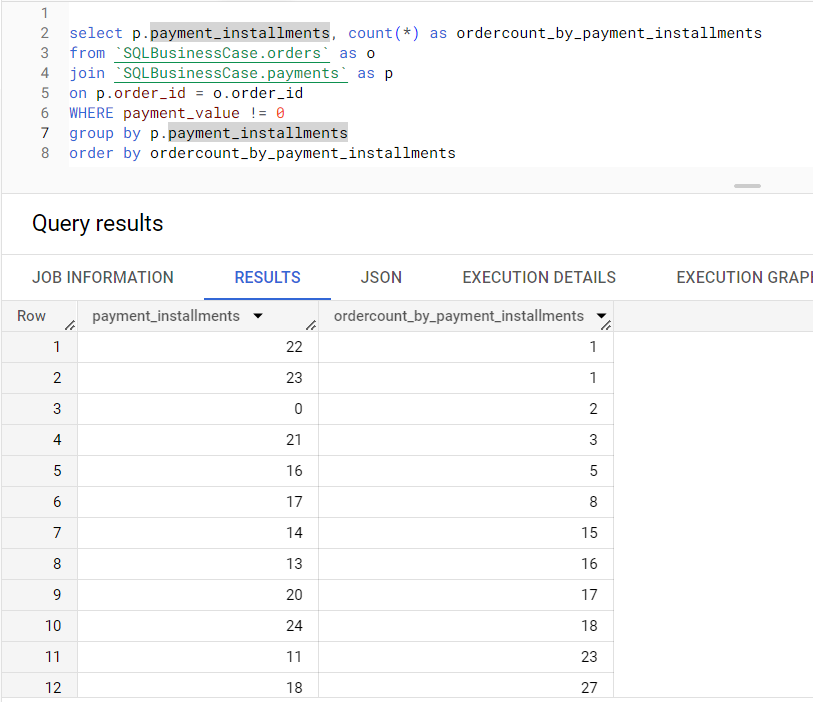 1
2 select p.payment_installments, count(*) as ordercount_by_payment_installments
3 from `SQLBusinessCase.orders` as o
4 join `SQLBusinessCase.payments` as p
5 on p.order_id = o.order_id
6 WHERE payment_value != 0
7 group by p.payment_installments
8 order by ordercount_by_payment_installments
Query results
JOB INFORMATION RESULTS JSON EXECUTION DETAILS EXECUTION GRAPH
Row payment_installments ordercount_by_payment_installments
1 22 1
2 23 1
3 0 2
4 21 3
5 16 5
6 17 8
7 14 15
8 13 16
9 20 17
10 24 18
11 11 23
12 18 27